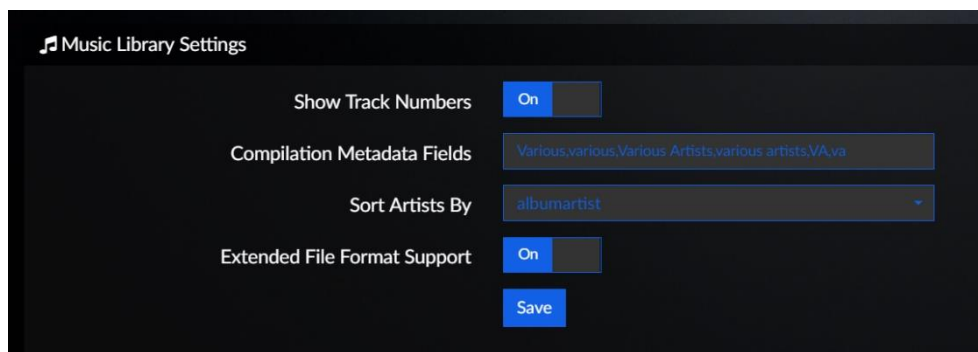 Music Library Settings
Show Track Numbers On
Compilation Metadata Fields Various,various,Various Artists,various artists,VA,va
Sort Artists By albumartist
Extended File Format Support On
Save